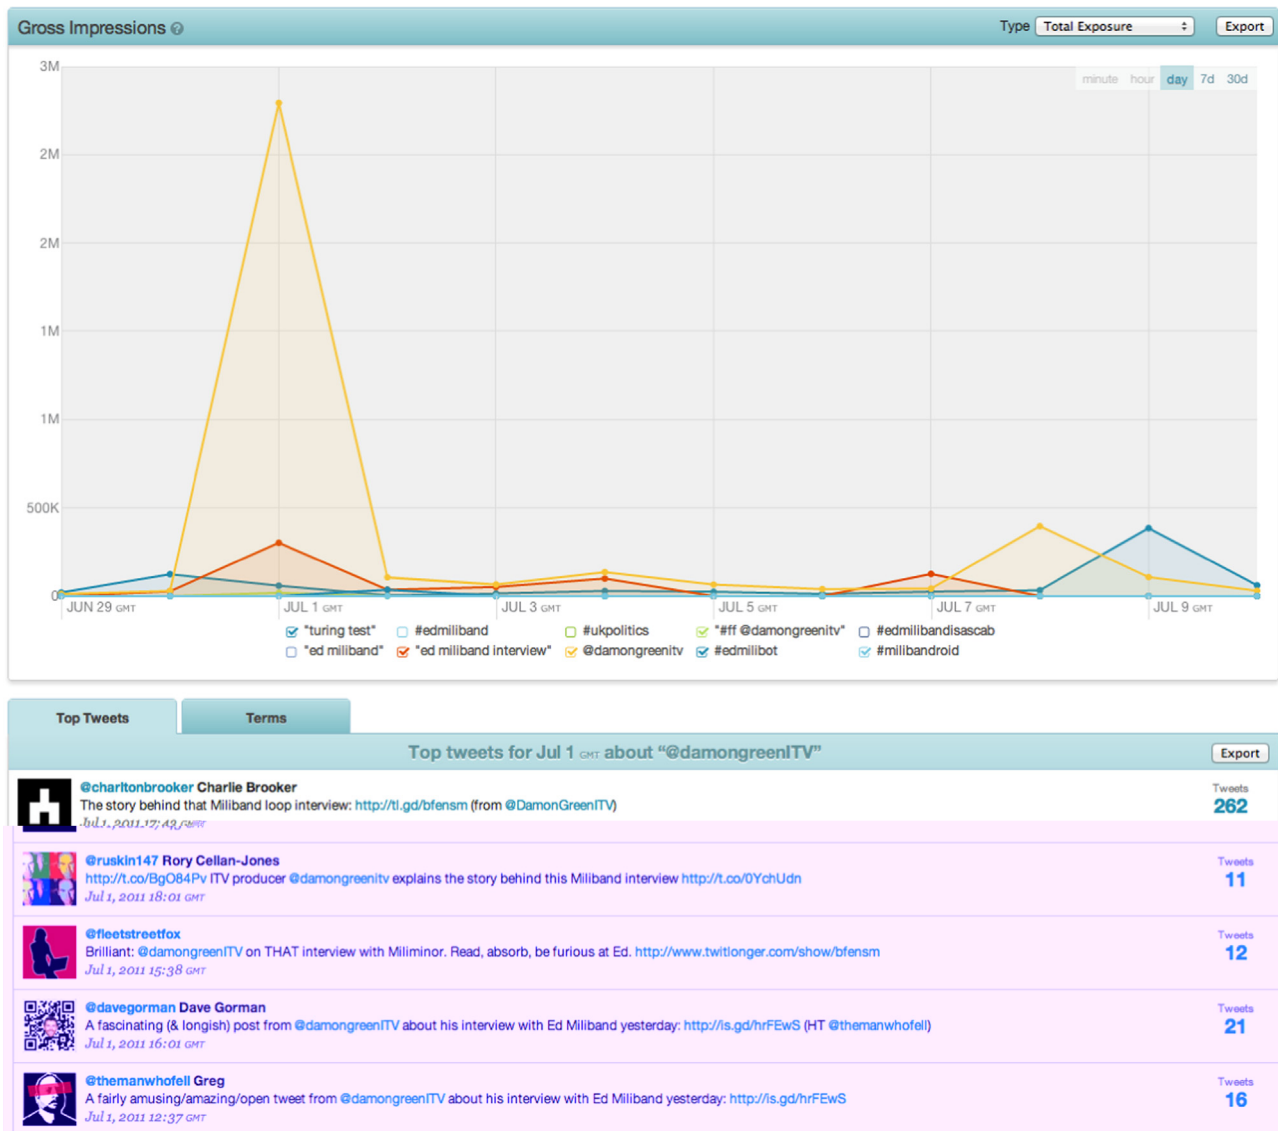 Gross Impressions ?
Type Total Exposure Export
minute hour day 7d 30d
3M
2M
2M
1M
1M
500K
0
JUN 29 GMT JUL 1 GMT JUL 3 GMT JUL 5 GMT JUL 7 GMT JUL 9 GMT
"turing test" #edmiliband #ukpolitics "#ff @damongreenitv" #edmilibandisascab
"ed miliband" "ed miliband interview" @damongreenitv #edmilibot #milibandroid
Top Tweets Terms
Top tweets for Jul 1 GMT about “@damongreenITV” Export
@charltonbrooker Charlie Brooker Tweets
The story behind that Miliband loop interview: http://tl.gd/bfensm (from @DamonGreenITV) 262
Jul 1, 2011 17:43 GMT
@ruskin147 Rory Cellan-Jones Tweets
http://t.co/BgO84Pv ITV producer @damongreenitv explains the story behind this Miliband interview http://t.co/0YchUdn 11
Jul 1, 2011 18:01 GMT
@fleetstreetfox Tweets
Brilliant: @damongreenITV on THAT interview with Miliminor. Read, absorb, be furious at Ed. http://www.twitlonger.com/show/bfensm 12
Jul 1, 2011 15:38 GMT
@davegorman Dave Gorman Tweets
A fascinating (& longish) post from @damongreenITV about his interview with Ed Miliband yesterday: http://is.gd/hrFEwS (HT @themanwhofell) 21
Jul 1, 2011 16:01 GMT
@themanwhofell Greg Tweets
A fairly amusing/amazing/open tweet from @damongreenITV about his interview with Ed Miliband yesterday: http://is.gd/hrFEwS 16
Jul 1, 2011 12:37 GMT